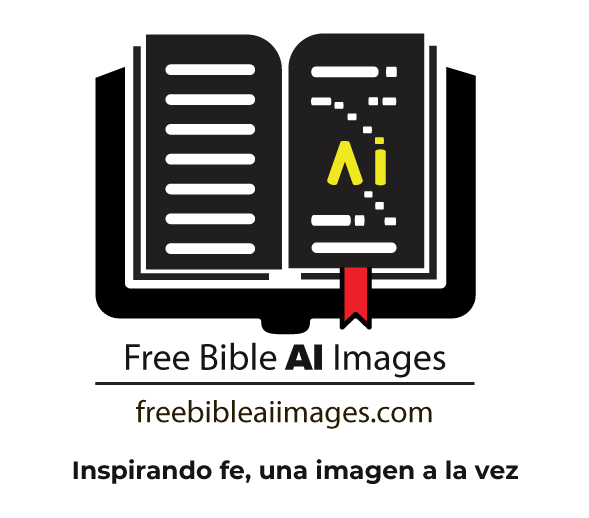 Ai
Free Bible AI Images
freebibleaiimages.com
Inspirando fe, una imagen a la vez